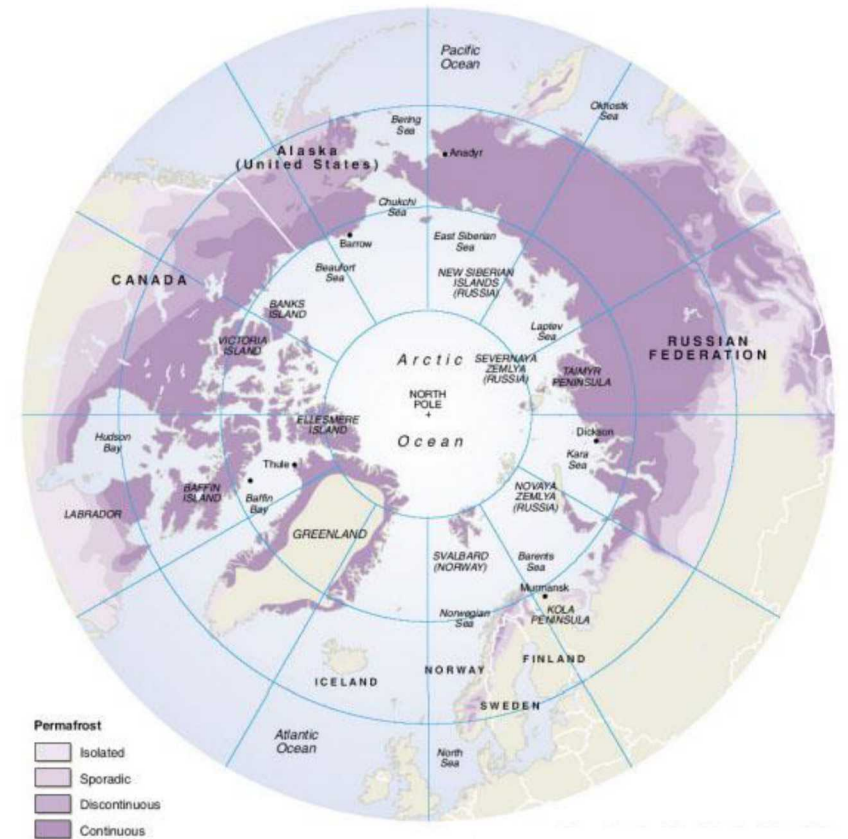 Pacific
Ocean
Okhostk
Sea
Bering
Sea
Alaska
(United States)
Anadyr
Chukchi
Sea
Barrow
East Siberian
Sea
Beaufort
Sea
NEW SIBERIAN
ISLANDS
(RUSSIA)
CANADA
BANKS
ISLAND
VICTORIA
ISLAND
Laptev
Sea
RUSSIAN
FEDERATION
Arctic
SEVERNAYA
ZEMLYA
(RUSSIA)
TAIMYR
PENINSULA
NORTH
POLE
+
ELLESMERE
ISLAND
Ocean
Hudson
Bay
Dickson
Kara
Sea
Thule
BAFFIN
ISLAND
Baffin
Bay
NOVAYA
ZEMLYA
(RUSSIA)
LABRADOR
GREENLAND
SVALBARD
(NORWAY)
Barents
Sea
Murmansk
KOLA
PENINSULA
Norwegian
Sea
FINLAND
NORWAY
ICELAND
SWEDEN
Atlantic
Ocean
North
Sea
Permafrost
Isolated
Sporadic
Discontinuous
Continuous